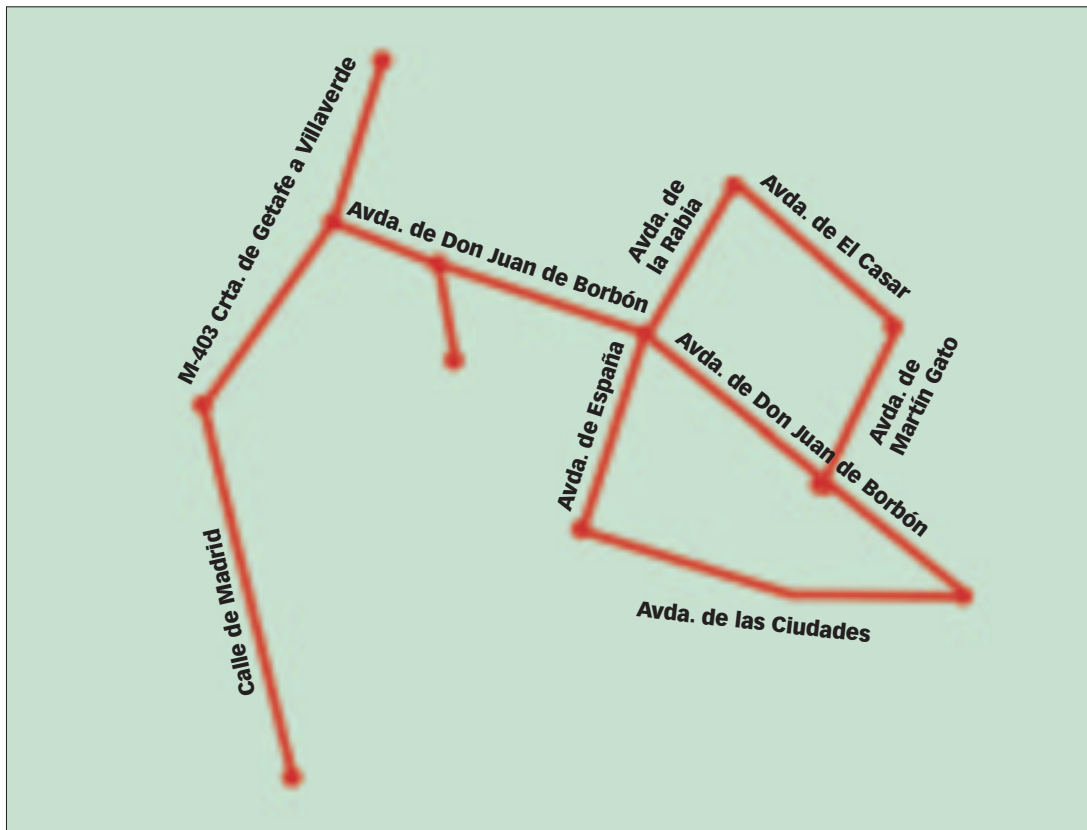 M-403 Crta. de Getafe a Villaverde
Avda. de Don Juan de Borbón
Avda. de
la Rabia
Avda. de El Casar
Avda. de España
Avda. de Don Juan de Borbón
Avda. de
Martín Gato
Calle de Madrid
Avda. de las Ciudades